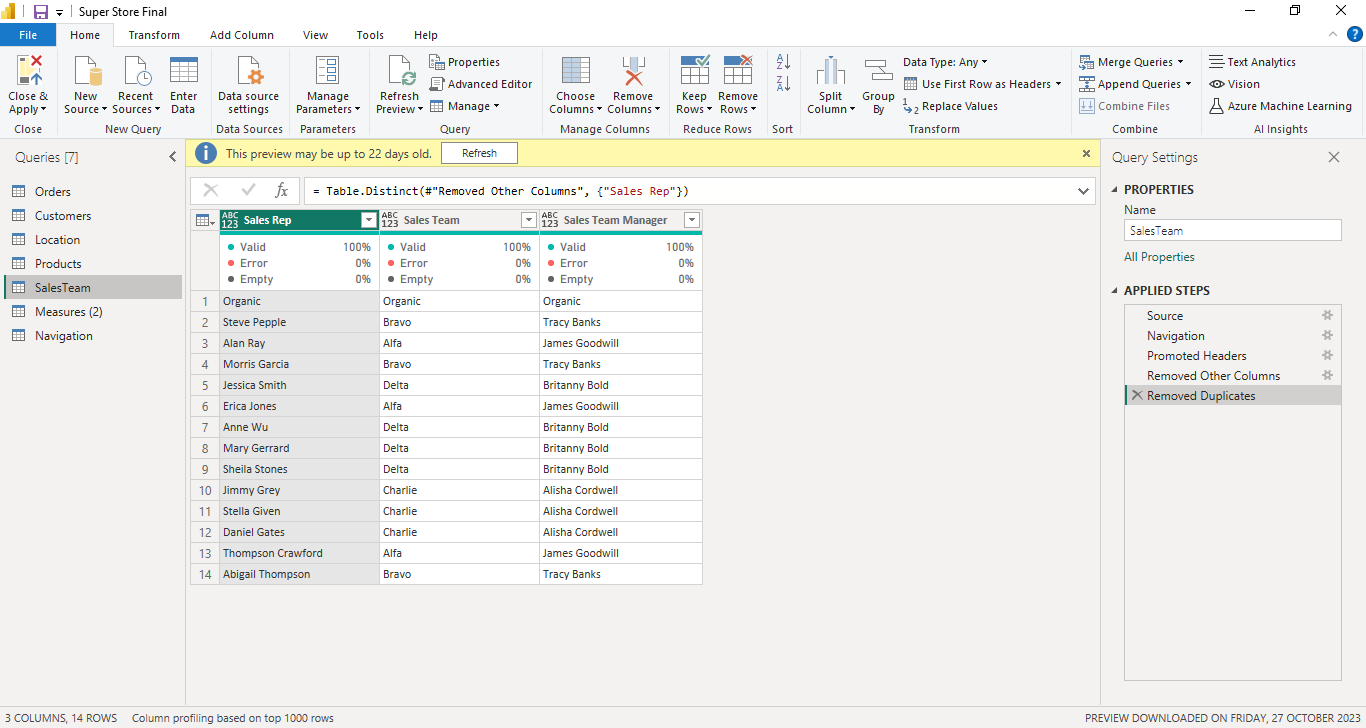 Super Store Final
File Home Transform Add Column View Tools Help
Close & Apply
Close
New Source
Recent Sources
Enter Data
New Query
Data source settings
Data Sources
Manage Parameters
Parameters
Refresh Preview
Properties
Advanced Editor
Manage
Query
Choose Columns
Remove Columns
Manage Columns
Keep Rows
Remove Rows
Reduce Rows
Sort
Split Column
Group By
Data Type: Any
Use First Row as Headers
Replace Values
Transform
Merge Queries
Append Queries
Combine Files
Combine
Text Analytics
Vision
Azure Machine Learning
AI Insights
Queries [7]
Orders
Customers
Location
Products
SalesTeam
Measures (2)
Navigation
This preview may be up to 22 days old. Refresh
fx = Table.Distinct(#"Removed Other Columns", {"Sales Rep"})
ABC 123 Sales Rep ABC 123 Sales Team ABC 123 Sales Team Manager
Valid 100% Valid 100% Valid 100%
Error 0% Error 0% Error 0%
Empty 0% Empty 0% Empty 0%
1 Organic Organic Organic
2 Steve Pepple Bravo Tracy Banks
3 Alan Ray Alfa James Goodwill
4 Morris Garcia Bravo Tracy Banks
5 Jessica Smith Delta Britanny Bold
6 Erica Jones Alfa James Goodwill
7 Anne Wu Delta Britanny Bold
8 Mary Gerrard Delta Britanny Bold
9 Sheila Stones Delta Britanny Bold
10 Jimmy Grey Charlie Alisha Cordwell
11 Stella Given Charlie Alisha Cordwell
12 Daniel Gates Charlie Alisha Cordwell
13 Thompson Crawford Alfa James Goodwill
14 Abigail Thompson Bravo Tracy Banks
Query Settings
PROPERTIES
Name
SalesTeam
All Properties
APPLIED STEPS
Source
Navigation
Promoted Headers
Removed Other Columns
Removed Duplicates
3 COLUMNS, 14 ROWS Column profiling based on top 1000 rows PREVIEW DOWNLOADED ON FRIDAY, 27 OCTOBER 2023